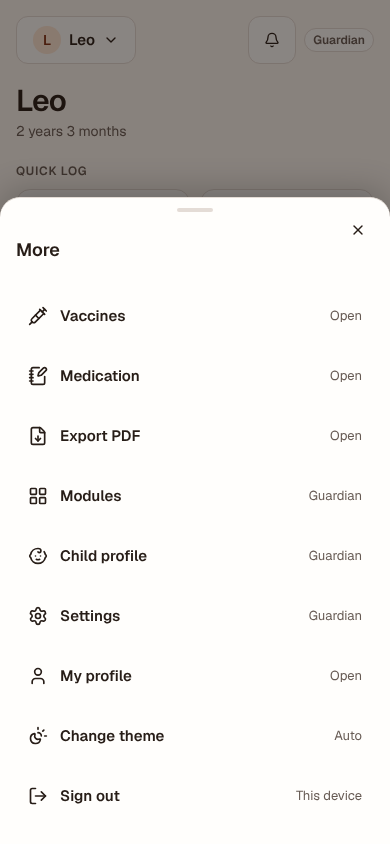 L Leo
Guardian
Leo
2 years 3 months
QUICK LOG
More
Vaccines Open
Medication Open
Export PDF Open
Modules Guardian
Child profile Guardian
Settings Guardian
My profile Open
Change theme Auto
Sign out This device